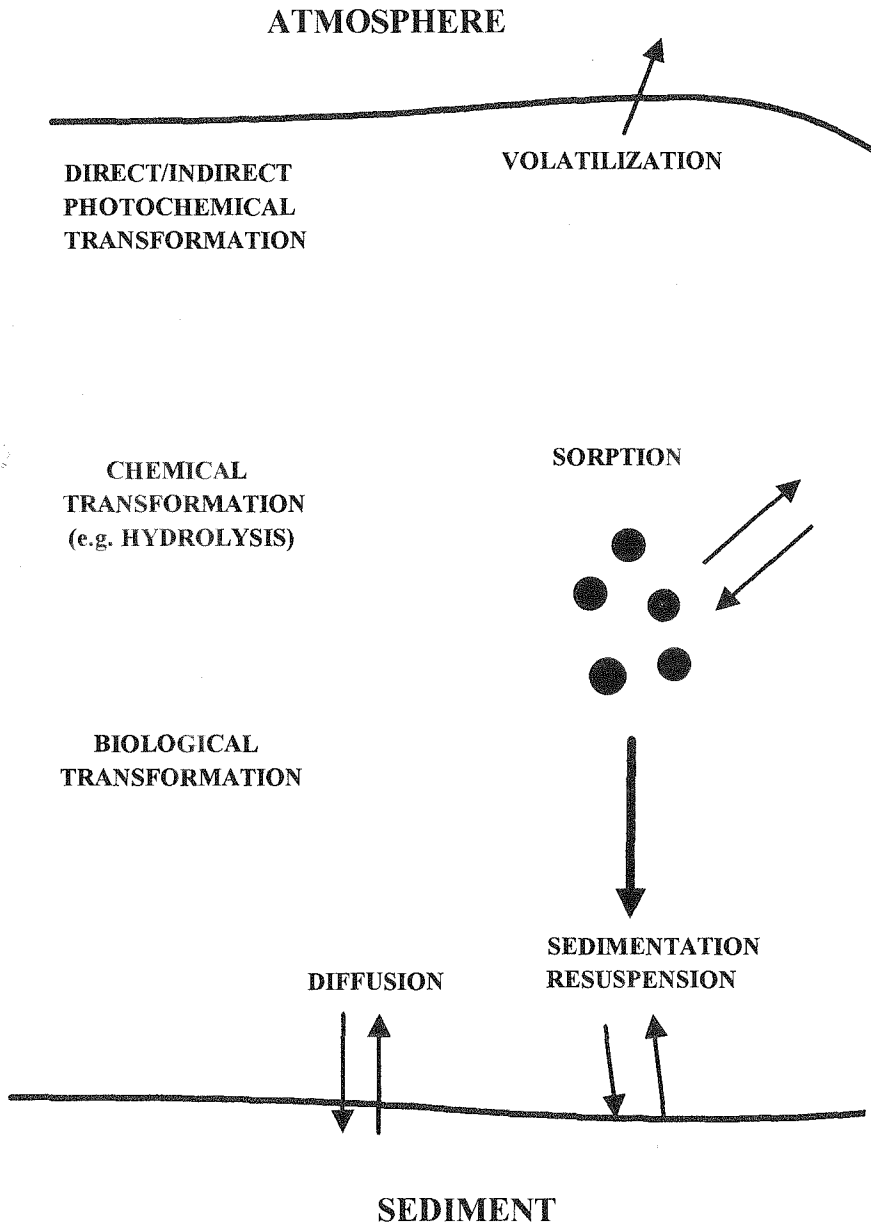 ATMOSPHERE
VOLATILIZATION
DIRECT/INDIRECT
PHOTOCHEMICAL
TRANSFORMATION
SORPTION
CHEMICAL
TRANSFORMATION
(e.g. HYDROLYSIS)
BIOLOGICAL
TRANSFORMATION
SEDIMENTATION
RESUSPENSION
DIFFUSION
SEDIMENT